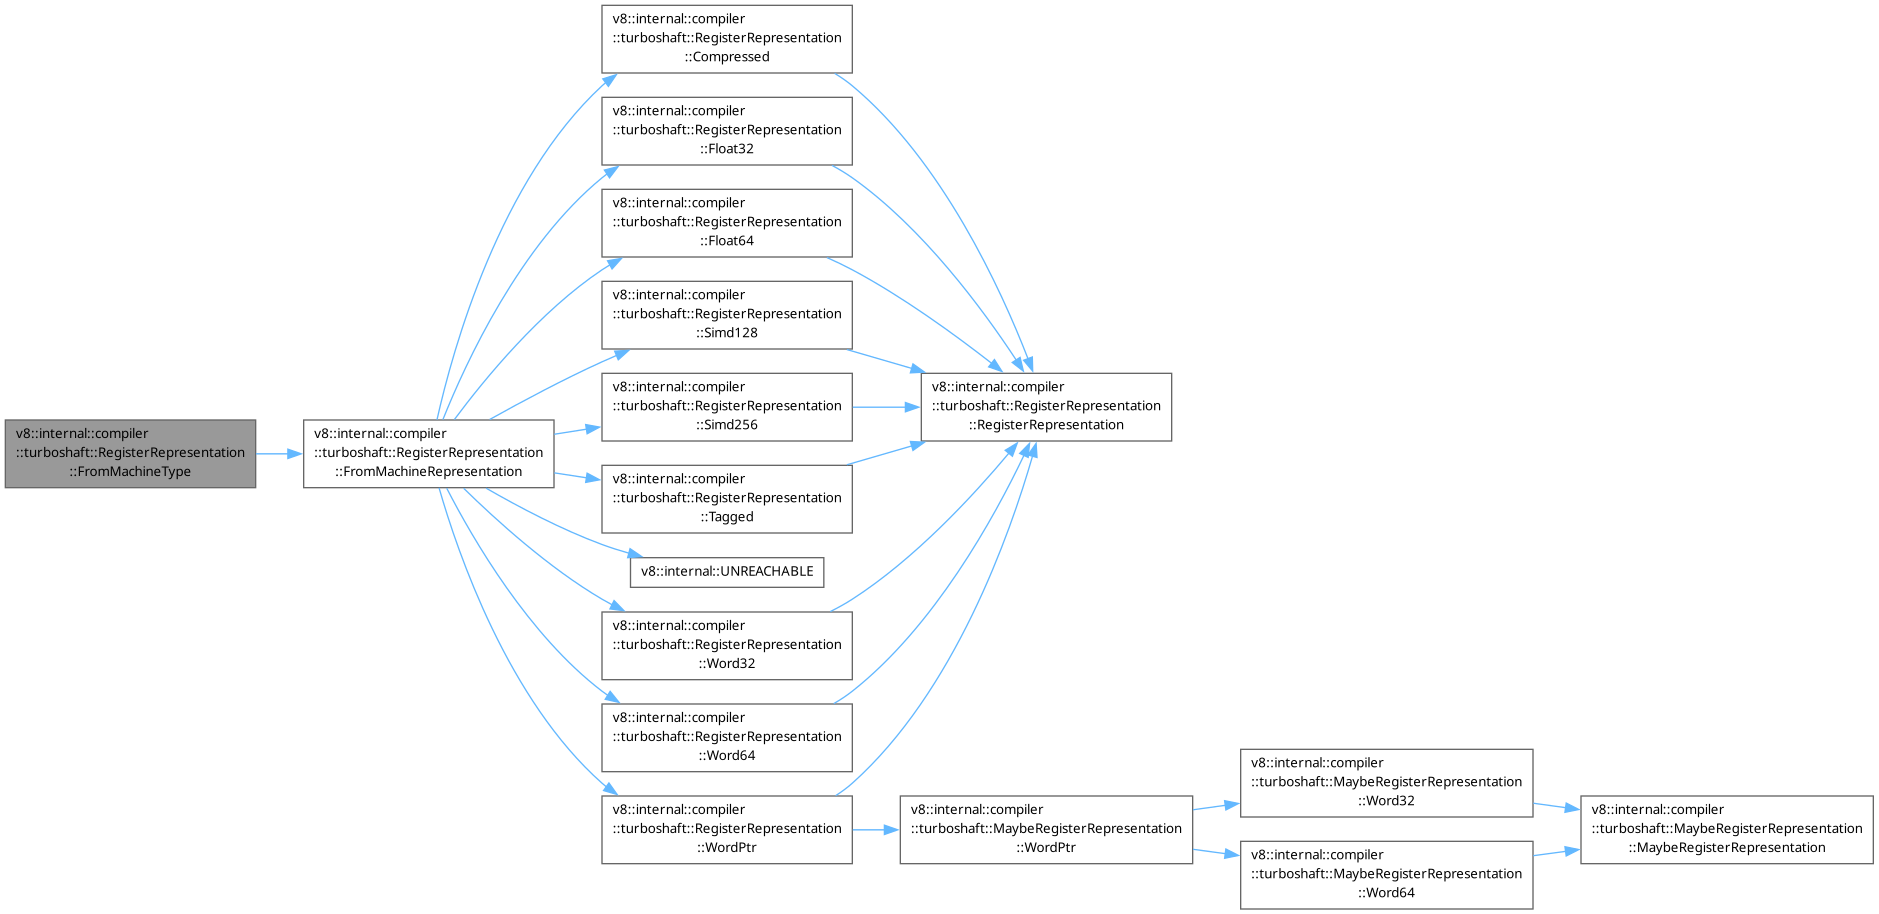 v8::internal::compiler
::turboshaft::RegisterRepresentation
::FromMachineType
v8::internal::compiler
::turboshaft::RegisterRepresentation
::FromMachineRepresentation
v8::internal::compiler
::turboshaft::RegisterRepresentation
::Compressed
v8::internal::compiler
::turboshaft::RegisterRepresentation
::Float32
v8::internal::compiler
::turboshaft::RegisterRepresentation
::Float64
v8::internal::compiler
::turboshaft::RegisterRepresentation
::Simd128
v8::internal::compiler
::turboshaft::RegisterRepresentation
::Simd256
v8::internal::compiler
::turboshaft::RegisterRepresentation
::Tagged
v8::internal::UNREACHABLE
v8::internal::compiler
::turboshaft::RegisterRepresentation
::Word32
v8::internal::compiler
::turboshaft::RegisterRepresentation
::Word64
v8::internal::compiler
::turboshaft::RegisterRepresentation
::WordPtr
v8::internal::compiler
::turboshaft::RegisterRepresentation
::RegisterRepresentation
v8::internal::compiler
::turboshaft::MaybeRegisterRepresentation
::WordPtr
v8::internal::compiler
::turboshaft::MaybeRegisterRepresentation
::Word32
v8::internal::compiler
::turboshaft::MaybeRegisterRepresentation
::Word64
v8::internal::compiler
::turboshaft::MaybeRegisterRepresentation
::MaybeRegisterRepresentation